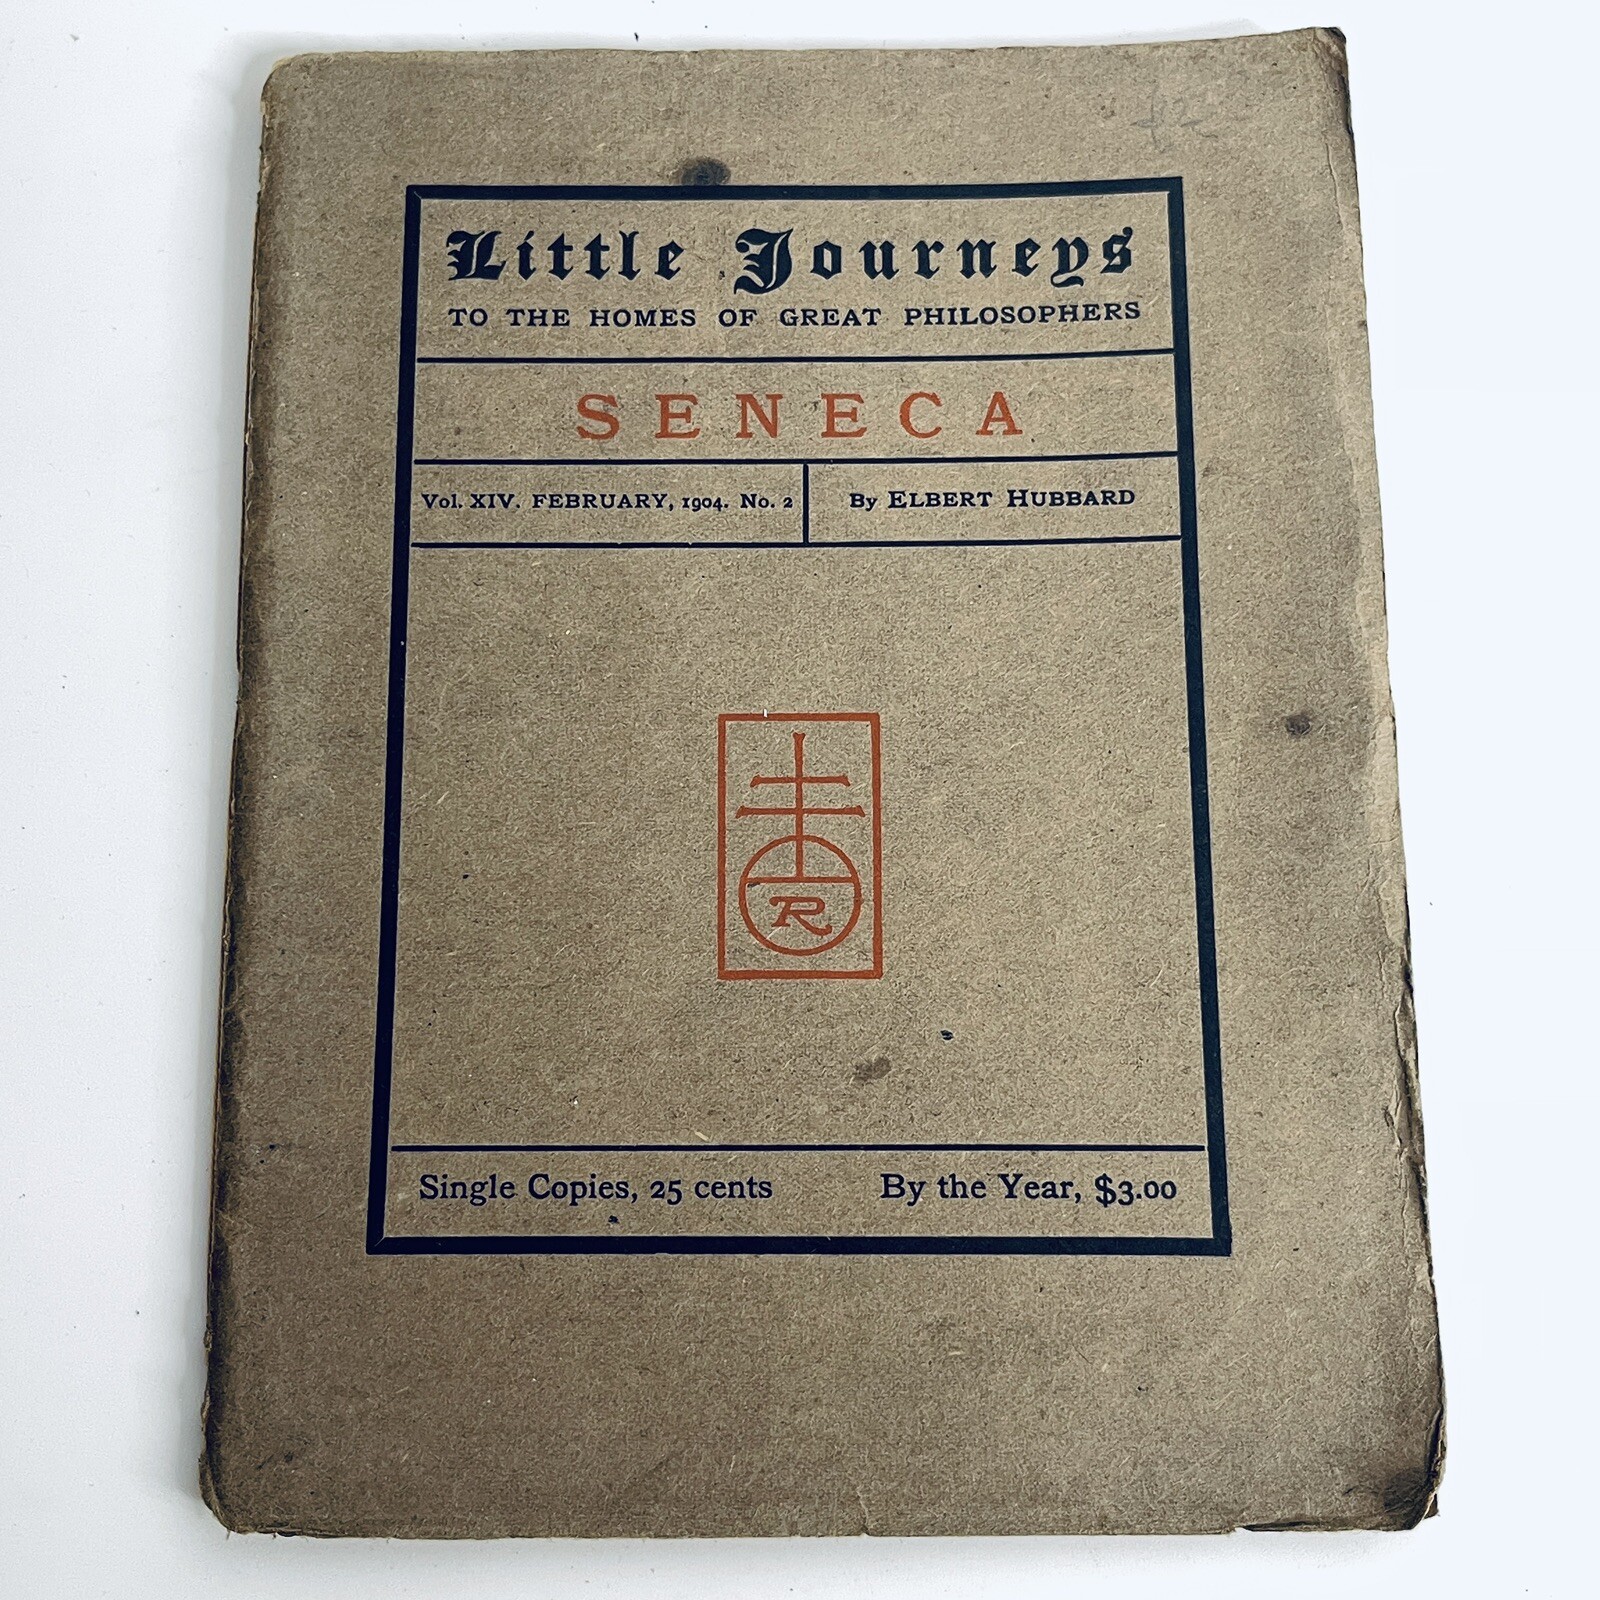 Little Journeys
TO THE HOMES OF GREAT PHILOSOPHERS
SENECA
Vol. XIV. FEBRUARY, 1904. No. 2
By ELBERT HUBBARD
R
Single Copies, 25 cents
By the Year, $3.00